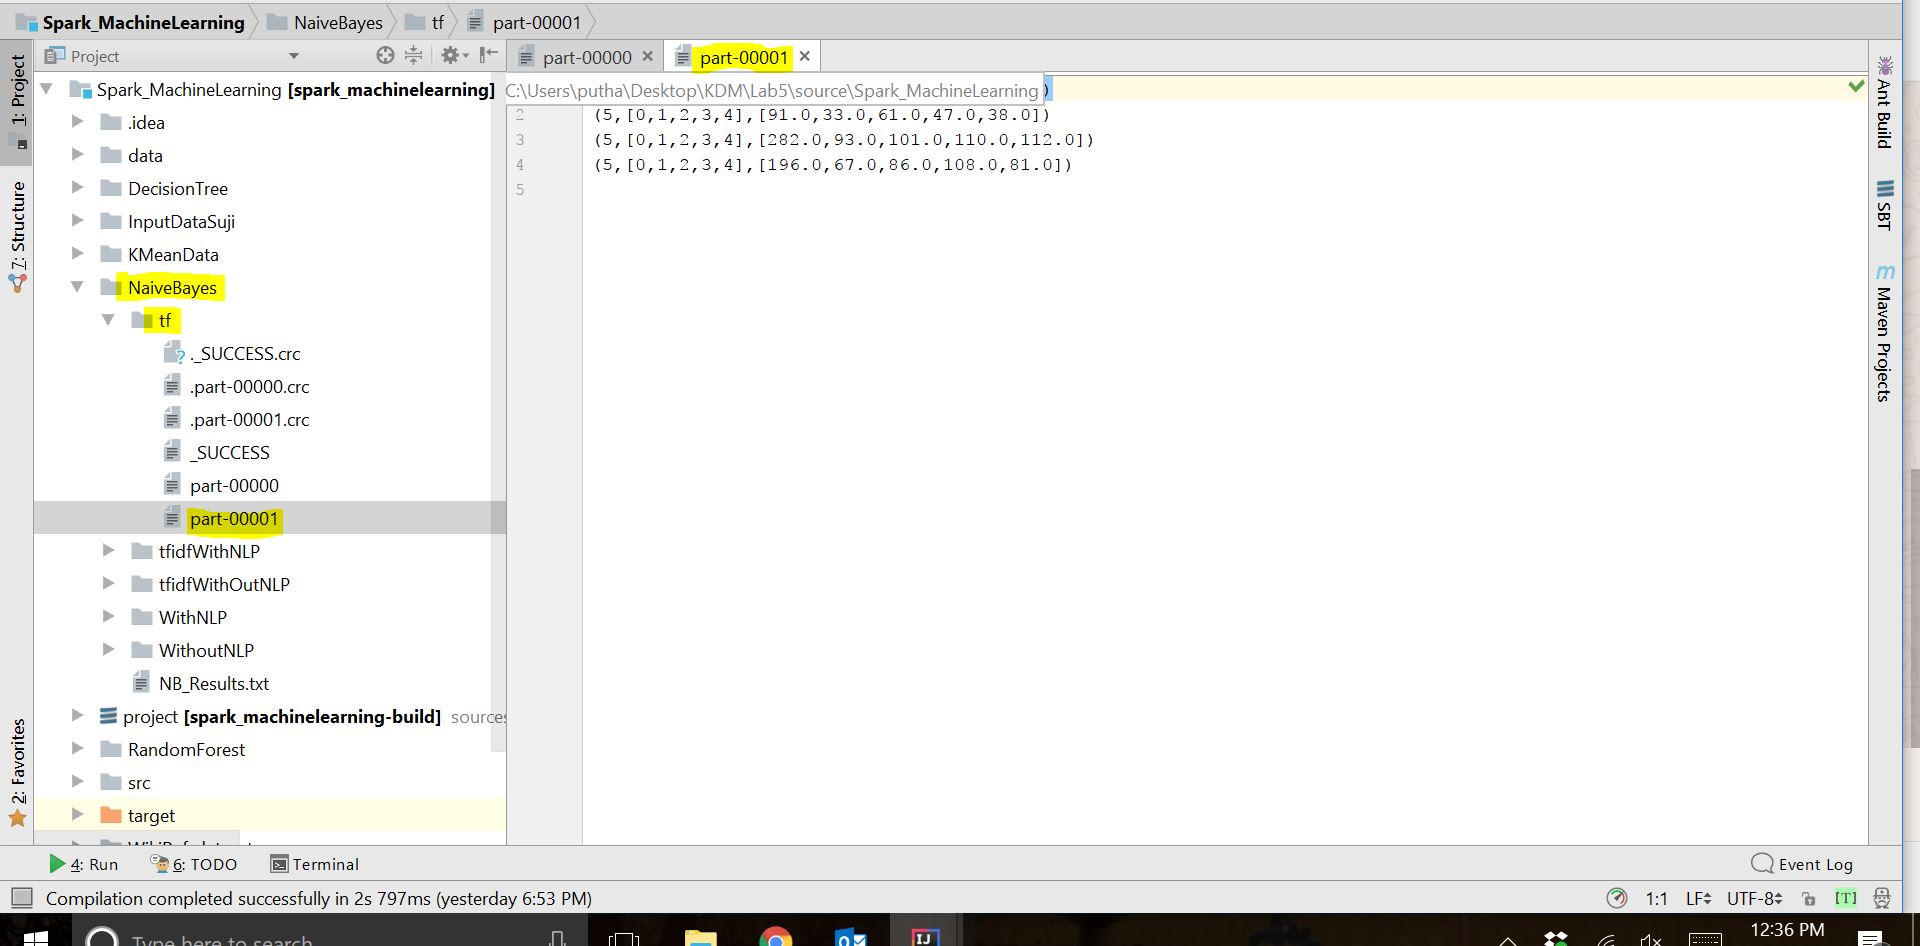 Spark_MachineLearning NaiveBayes tf part-00001
Project
part-00000
part-00001
1: Project
7: Structure
2: Favorites
Spark_MachineLearning [spark_machinelearning]
.idea
data
DecisionTree
InputDataSuji
KMeanData
NaiveBayes
tf
._SUCCESS.crc
.part-00000.crc
.part-00001.crc
_SUCCESS
part-00000
part-00001
tfidfWithNLP
tfidfWithOutNLP
WithNLP
WithoutNLP
NB_Results.txt
project [spark_machinelearning-build] sources
RandomForest
src
target
C:\Users\putha\Desktop\KDM\Lab5\source\Spark_MachineLearning )
2 (5,[0,1,2,3,4],[91.0,33.0,61.0,47.0,38.0])
3 (5,[0,1,2,3,4],[282.0,93.0,101.0,110.0,112.0])
4 (5,[0,1,2,3,4],[196.0,67.0,86.0,108.0,81.0])
5
Ant Build
SBT
m
Maven Projects
4: Run 6: TODO Terminal Event Log
Compilation completed successfully in 2s 797ms (yesterday 6:53 PM) 1:1 LF UTF-8 [T]
Type here to search
IJ
12:36 PM